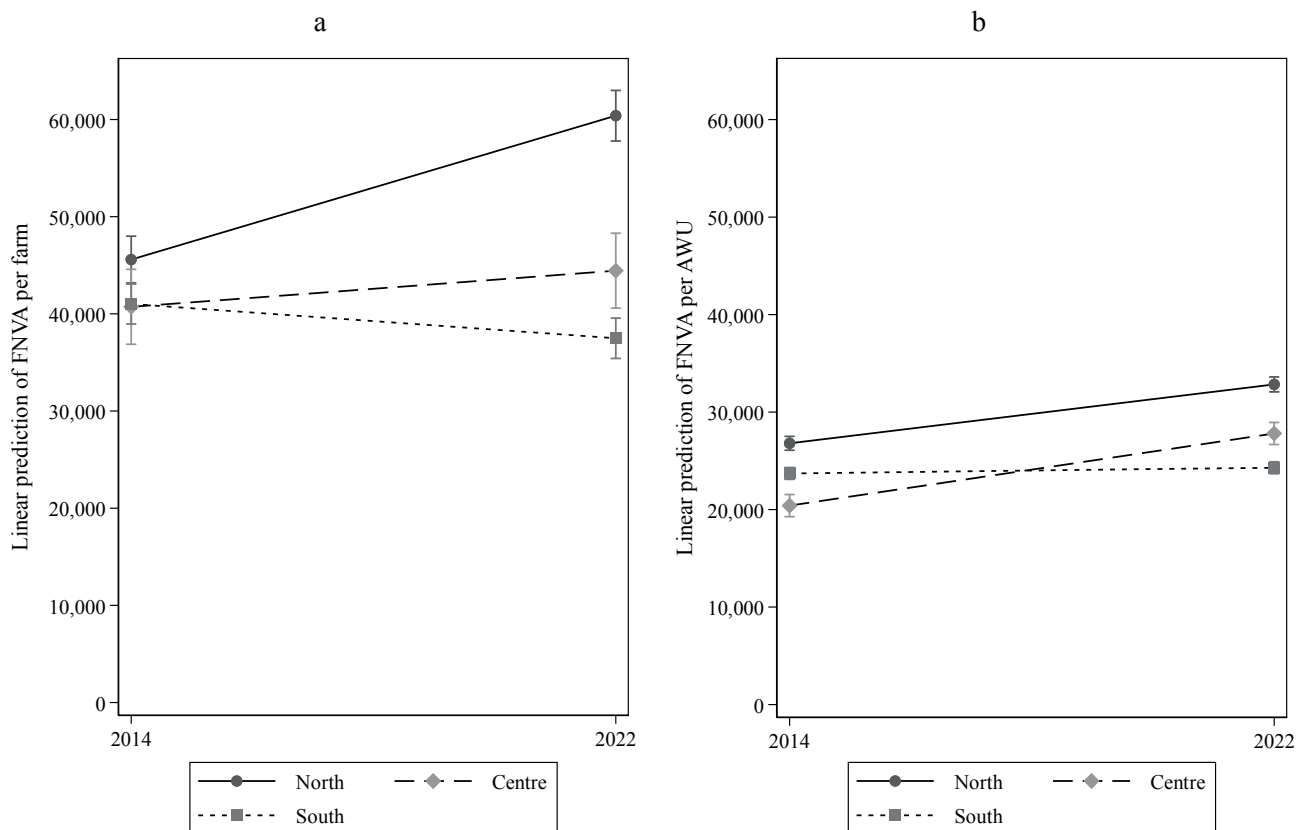 a
Linear prediction of FNVA per farm
60,000
50,000
40,000
30,000
20,000
10,000
0
2014
2022
North
Centre
South
b
Linear prediction of FNVA per AWU
60,000
50,000
40,000
30,000
20,000
10,000
0
2014
2022
North
Centre
South